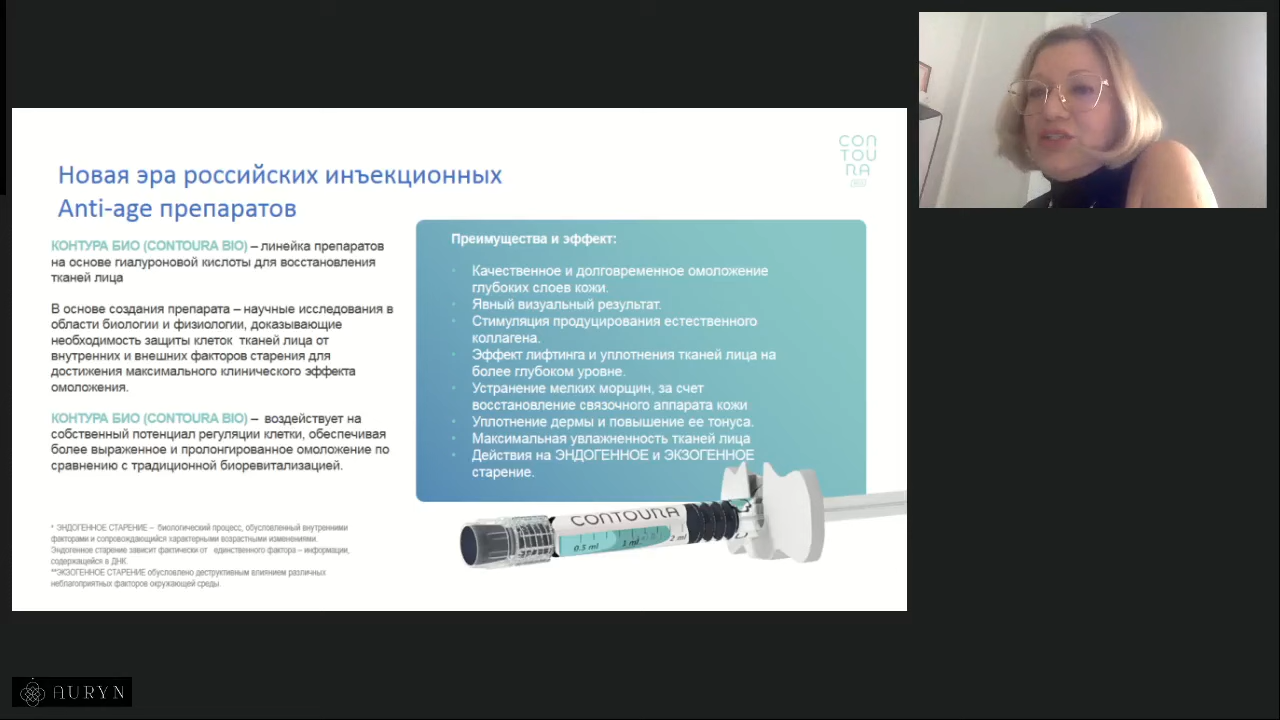 Новая эра российских инъекционных
Anti-age препаратов
CON
TOU
RA
КОНТУРА БИО (CONTOURA BIO) – линейка препаратов
на основе гиалуроновой кислоты для восстановления
тканей лица
В основе создания препарата – научные исследования в
области биологии и физиологии, доказывающие
необходимость защиты клеток тканей лица от
внутренних и внешних факторов старения для
достижения максимального клинического эффекта
омоложения.
КОНТУРА БИО (CONTOURA BIO) – воздействует на
собственный потенциал регуляции клетки, обеспечивая
более выраженное и пролонгированное омоложение по
сравнению с традиционной биоревитализацией.
* ЭНДОГЕННОЕ СТАРЕНИЕ – биологический процесс, обусловленный внутренними
факторами и сопровождающийся характерными возрастными изменениями.
Эндогенное старение зависит фактически от единственного фактора – информации,
содержащейся в ДНК.
**ЭКЗОГЕННОЕ СТАРЕНИЕ обусловлено деструктивным влиянием различных
неблагоприятных факторов окружающей среды.
Преимущества и эффект:
• Качественное и долговременное омоложение
глубоких слоев кожи.
• Явный визуальный результат.
• Стимуляция продуцирования естественного
коллагена.
• Эффект лифтинга и уплотнения тканей лица на
более глубоком уровне.
• Устранение мелких морщин, за счет
восстановление связочного аппарата кожи
• Уплотнение дермы и повышение ее тонуса.
• Максимальная увлажненность тканей лица
• Действия на ЭНДОГЕННОЕ и ЭКЗОГЕННОЕ
старение.
CONTOURA
0.5 ml 1 ml 2 ml
AURYN